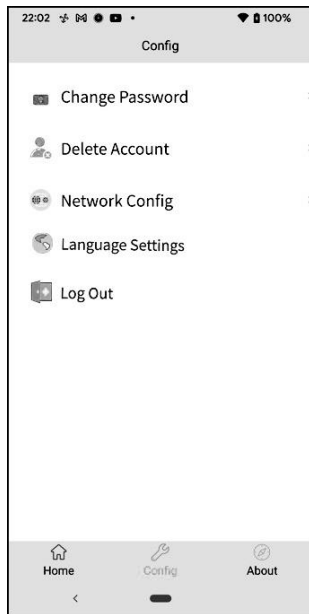 22:02 100%
Config
Change Password
Delete Account
Network Config
Language Settings
Log Out
Home Config About